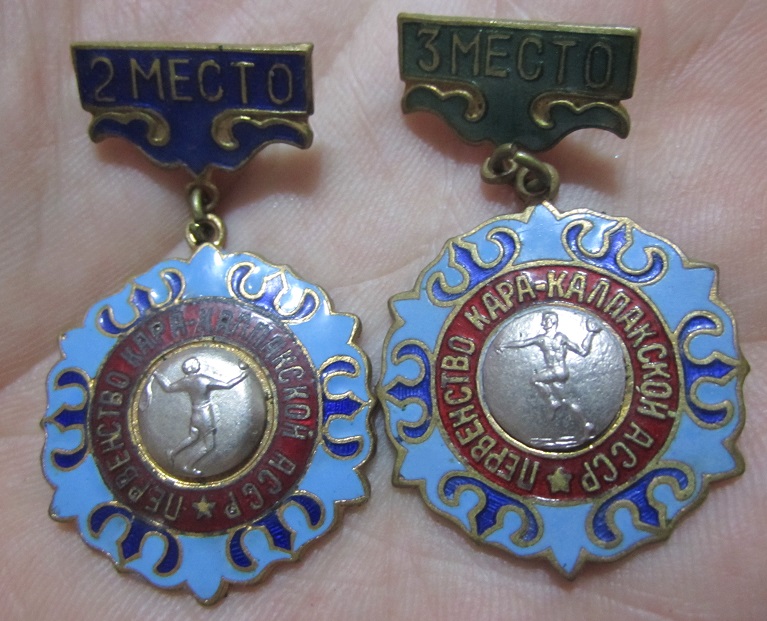 2 МЕСТО
ПЕРВЕНСТВО КАРА-КАЛПАКСКОЙ АССР
3 МЕСТО
ПЕРВЕНСТВО КАРА-КАЛПАКСКОЙ АССР